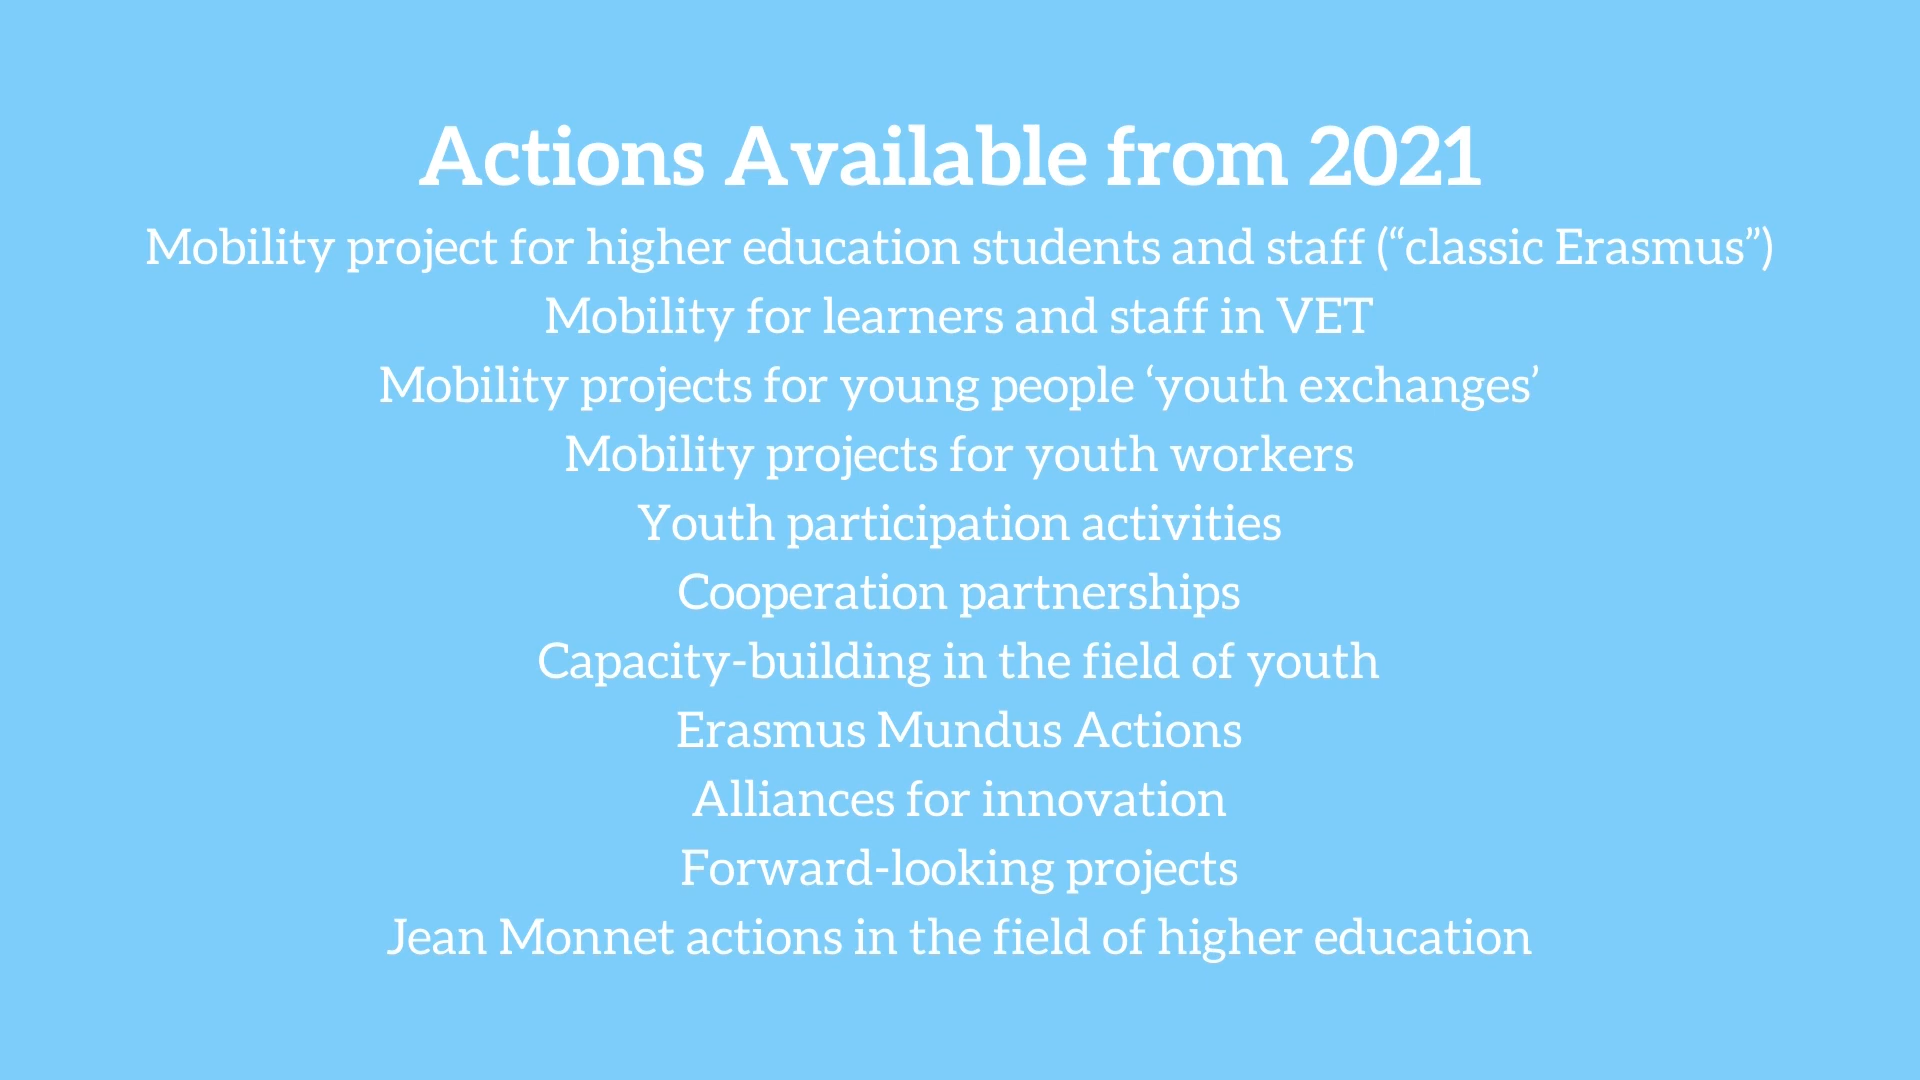 Actions Available from 2021
Mobility project for higher education students and staff (“classic Erasmus”)
Mobility for learners and staff in VET
Mobility projects for young people ‘youth exchanges’
Mobility projects for youth workers
Youth participation activities
Cooperation partnerships
Capacity-building in the field of youth
Erasmus Mundus Actions
Alliances for innovation
Forward-looking projects
Jean Monnet actions in the field of higher education